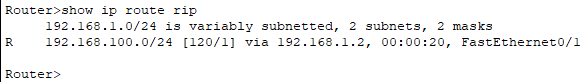 Router>show ip route rip
     192.168.1.0/24 is variably subnetted, 2 subnets, 2 masks
R    192.168.100.0/24 [120/1] via 192.168.1.2, 00:00:20, FastEthernet0/1
Router>